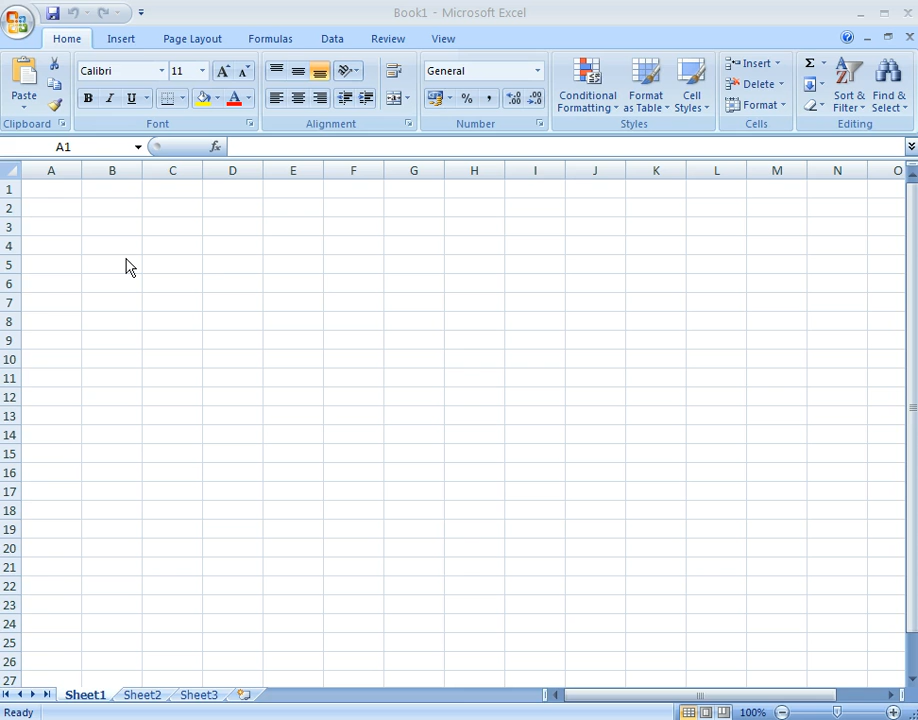 Book1 - Microsoft Excel
Home Insert Page Layout Formulas Data Review View
Calibri 11 General Insert Σ
Paste B I U % , Conditional Formatting Format as Table Cell Styles Delete Sort & Filter Find & Select
Format
Clipboard Font Alignment Number Styles Cells Editing
A1 fx
A B C D E F G H I J K L M N O
1
2
3
4
5
6
7
8
9
10
11
12
13
14
15
16
17
18
19
20
21
22
23
24
25
26
27
Sheet1 Sheet2 Sheet3
Ready 100%